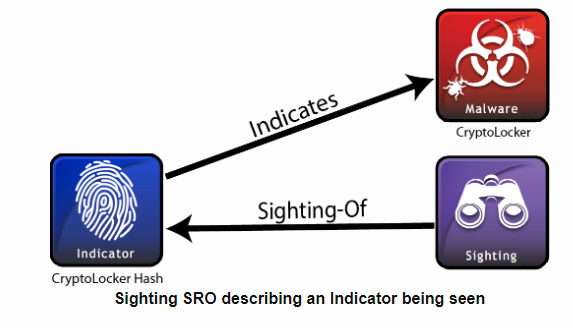 Indicates
Malware
CryptoLocker
Sighting-Of
Indicator
Sighting
CryptoLocker Hash
Sighting SRO describing an Indicator being seen